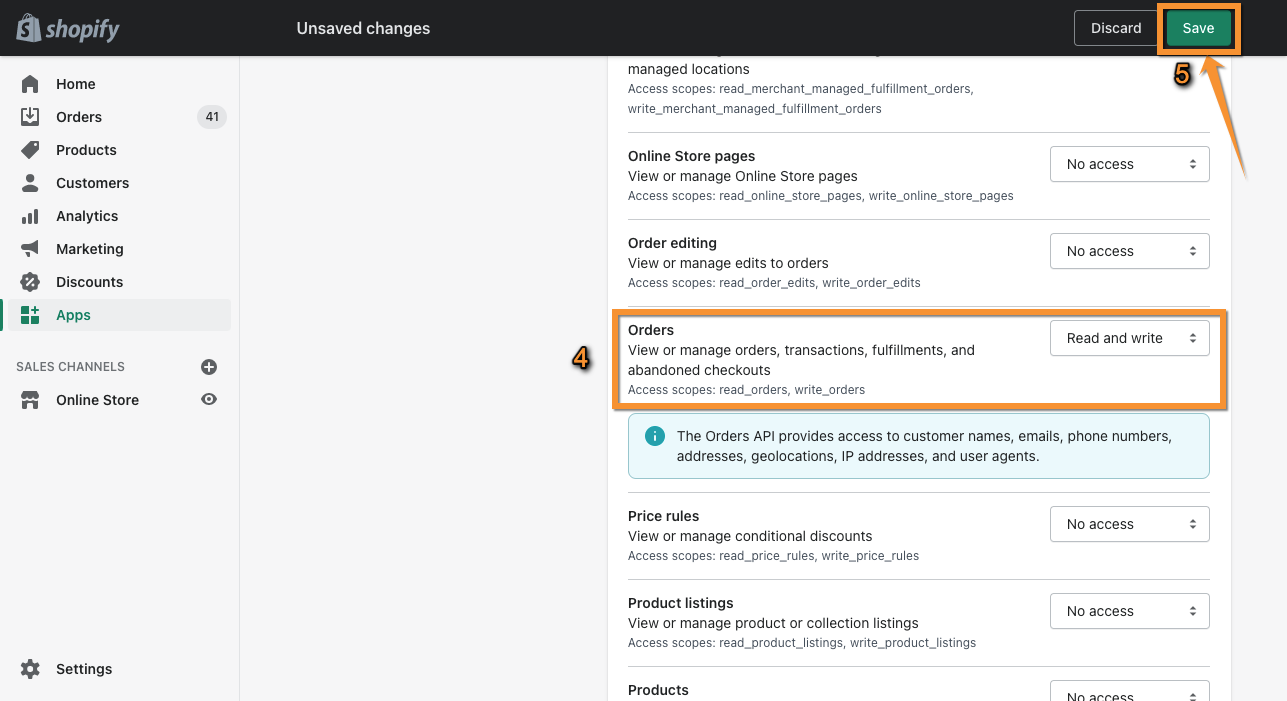 shopify
Unsaved changes
Discard
Save
5
Home
Orders
41
Products
Customers
Analytics
Marketing
Discounts
Apps
SALES CHANNELS
Online Store
Settings
managed locations
Access scopes: read_merchant_managed_fulfillment_orders,
write_merchant_managed_fulfillment_orders
Online Store pages
View or manage Online Store pages
Access scopes: read_online_store_pages, write_online_store_pages
No access
Order editing
View or manage edits to orders
Access scopes: read_order_edits, write_order_edits
No access
4
Orders
View or manage orders, transactions, fulfillments, and
abandoned checkouts
Access scopes: read_orders, write_orders
Read and write
The Orders API provides access to customer names, emails, phone numbers,
addresses, geolocations, IP addresses, and user agents.
Price rules
View or manage conditional discounts
Access scopes: read_price_rules, write_price_rules
No access
Product listings
View or manage product or collection listings
Access scopes: read_product_listings, write_product_listings
No access
Products
No access